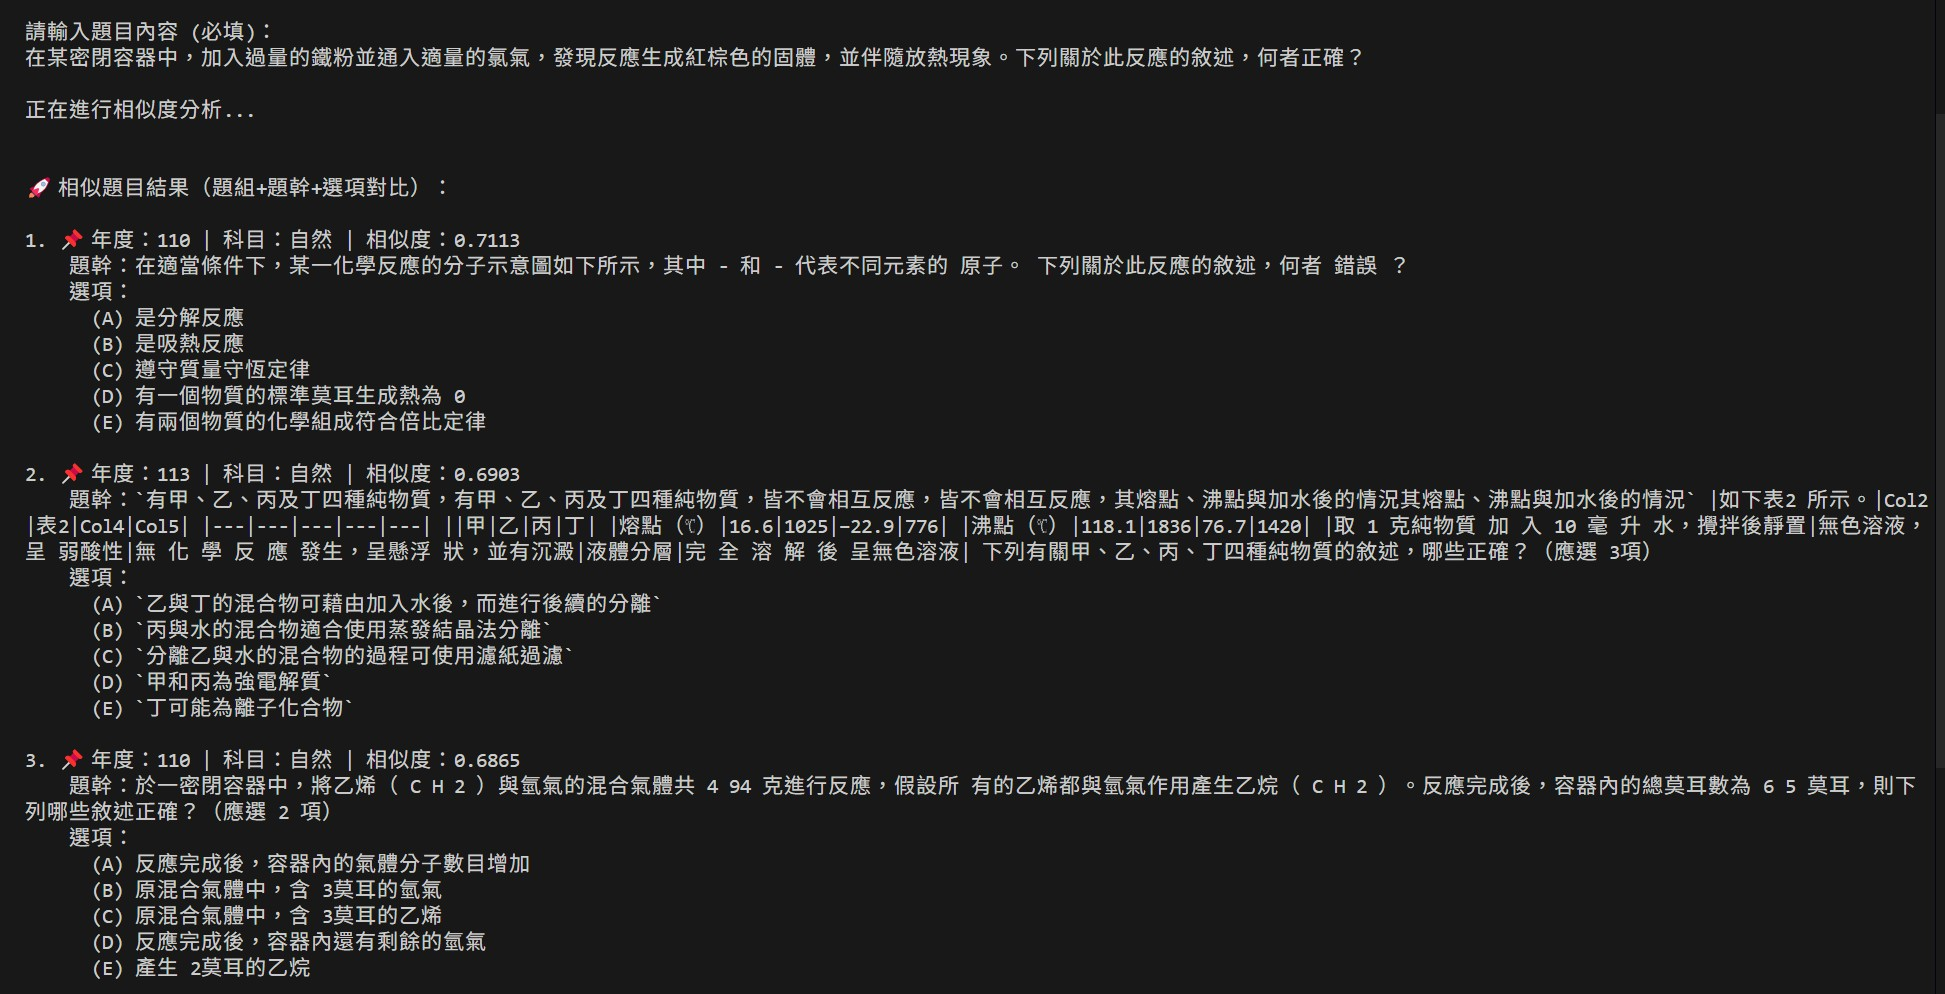 請輸入題目內容 (必填)：
在某密閉容器中，加入過量的鐵粉並通入適量的氯氣，發現反應生成紅棕色的固體，並伴隨放熱現象。下列關於此反應的敘述，何者正確？
正在進行相似度分析...
🚀 相似題目結果（題組+題幹+選項對比）：
1. 📌 年度：110 | 科目：自然 | 相似度：0.7113
題幹：在適當條件下，某一化學反應的分子示意圖如下所示，其中 - 和 - 代表不同元素的 原子。 下列關於此反應的敘述，何者 錯誤 ？
選項：
(A) 是分解反應
(B) 是吸熱反應
(C) 遵守質量守恆定律
(D) 有一個物質的標準莫耳生成熱為 0
(E) 有兩個物質的化學組成符合倍比定律
2. 📌 年度：113 | 科目：自然 | 相似度：0.6903
題幹：`有甲、乙、丙及丁四種純物質，有甲、乙、丙及丁四種純物質，皆不會相互反應，皆不會相互反應，其熔點、沸點與加水後的情況其熔點、沸點與加水後的情況` |如下表2 所示。|Col2
|表2|Col4|Col5| |---|---|---|---|---| ||甲|乙|丙|丁| |熔點（℃）|16.6|1025|−22.9|776| |沸點（℃）|118.1|1836|76.7|1420| |取 1 克純物質 加 入 10 毫 升 水，攪拌後靜置|無色溶液，
呈 弱酸性|無 化 學 反 應 發生，呈懸浮 狀，並有沉澱|液體分層|完 全 溶 解 後 呈無色溶液| 下列有關甲、乙、丙、丁四種純物質的敘述，哪些正確？（應選 3項）
選項：
(A) `乙與丁的混合物可藉由加入水後，而進行後續的分離`
(B) `丙與水的混合物適合使用蒸發結晶法分離`
(C) `分離乙與水的混合物的過程可使用濾紙過濾`
(D) `甲和丙為強電解質`
(E) `丁可能為離子化合物`
3. 📌 年度：110 | 科目：自然 | 相似度：0.6865
題幹：於一密閉容器中，將乙烯（ C H 2 ）與氫氣的混合氣體共 4 94 克進行反應，假設所 有的乙烯都與氫氣作用產生乙烷（ C H 2 ）。反應完成後，容器內的總莫耳數為 6 5 莫耳，則下
列哪些敘述正確？（應選 2 項）
選項：
(A) 反應完成後，容器內的氣體分子數目增加
(B) 原混合氣體中，含 3莫耳的氫氣
(C) 原混合氣體中，含 3莫耳的乙烯
(D) 反應完成後，容器內還有剩餘的氫氣
(E) 產生 2莫耳的乙烷